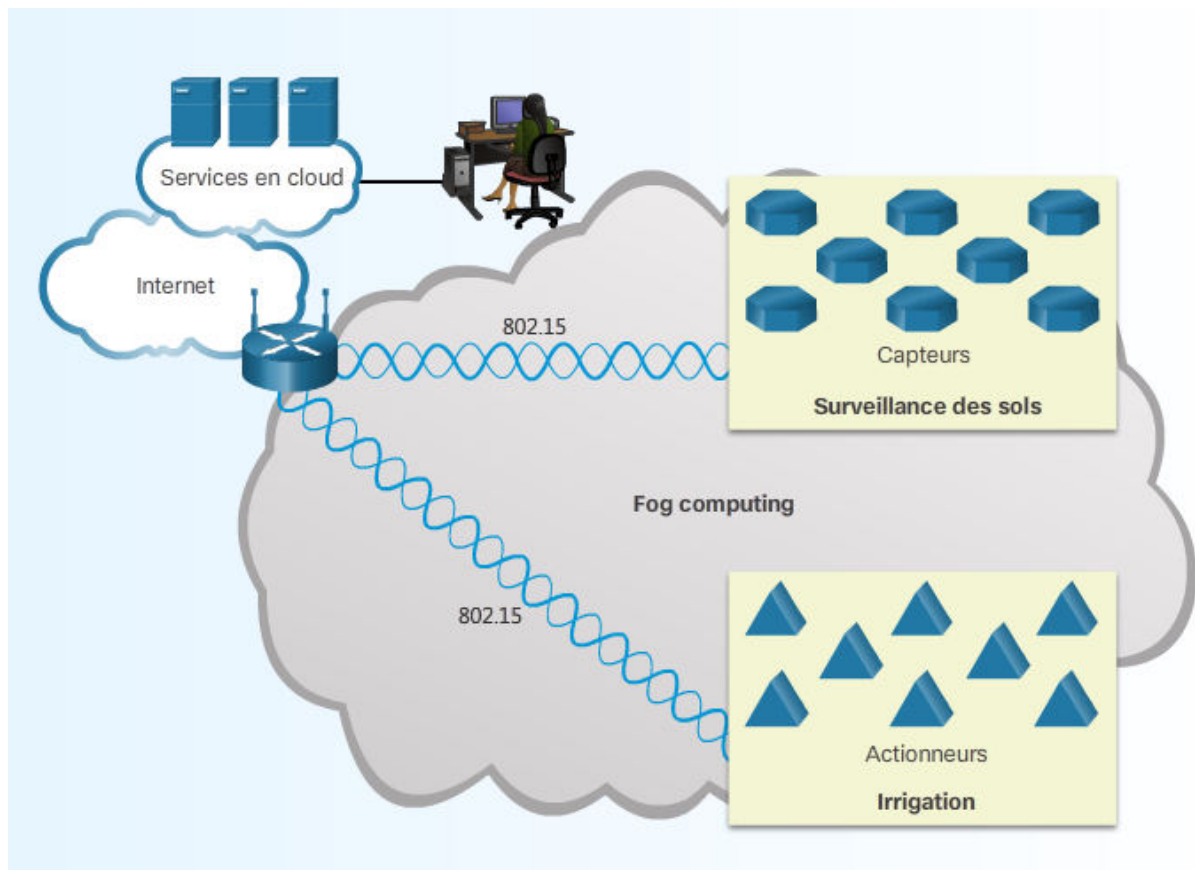 Services en cloud
Internet
802.15
Capteurs
Surveillance des sols
Fog computing
802.15
Actionneurs
Irrigation